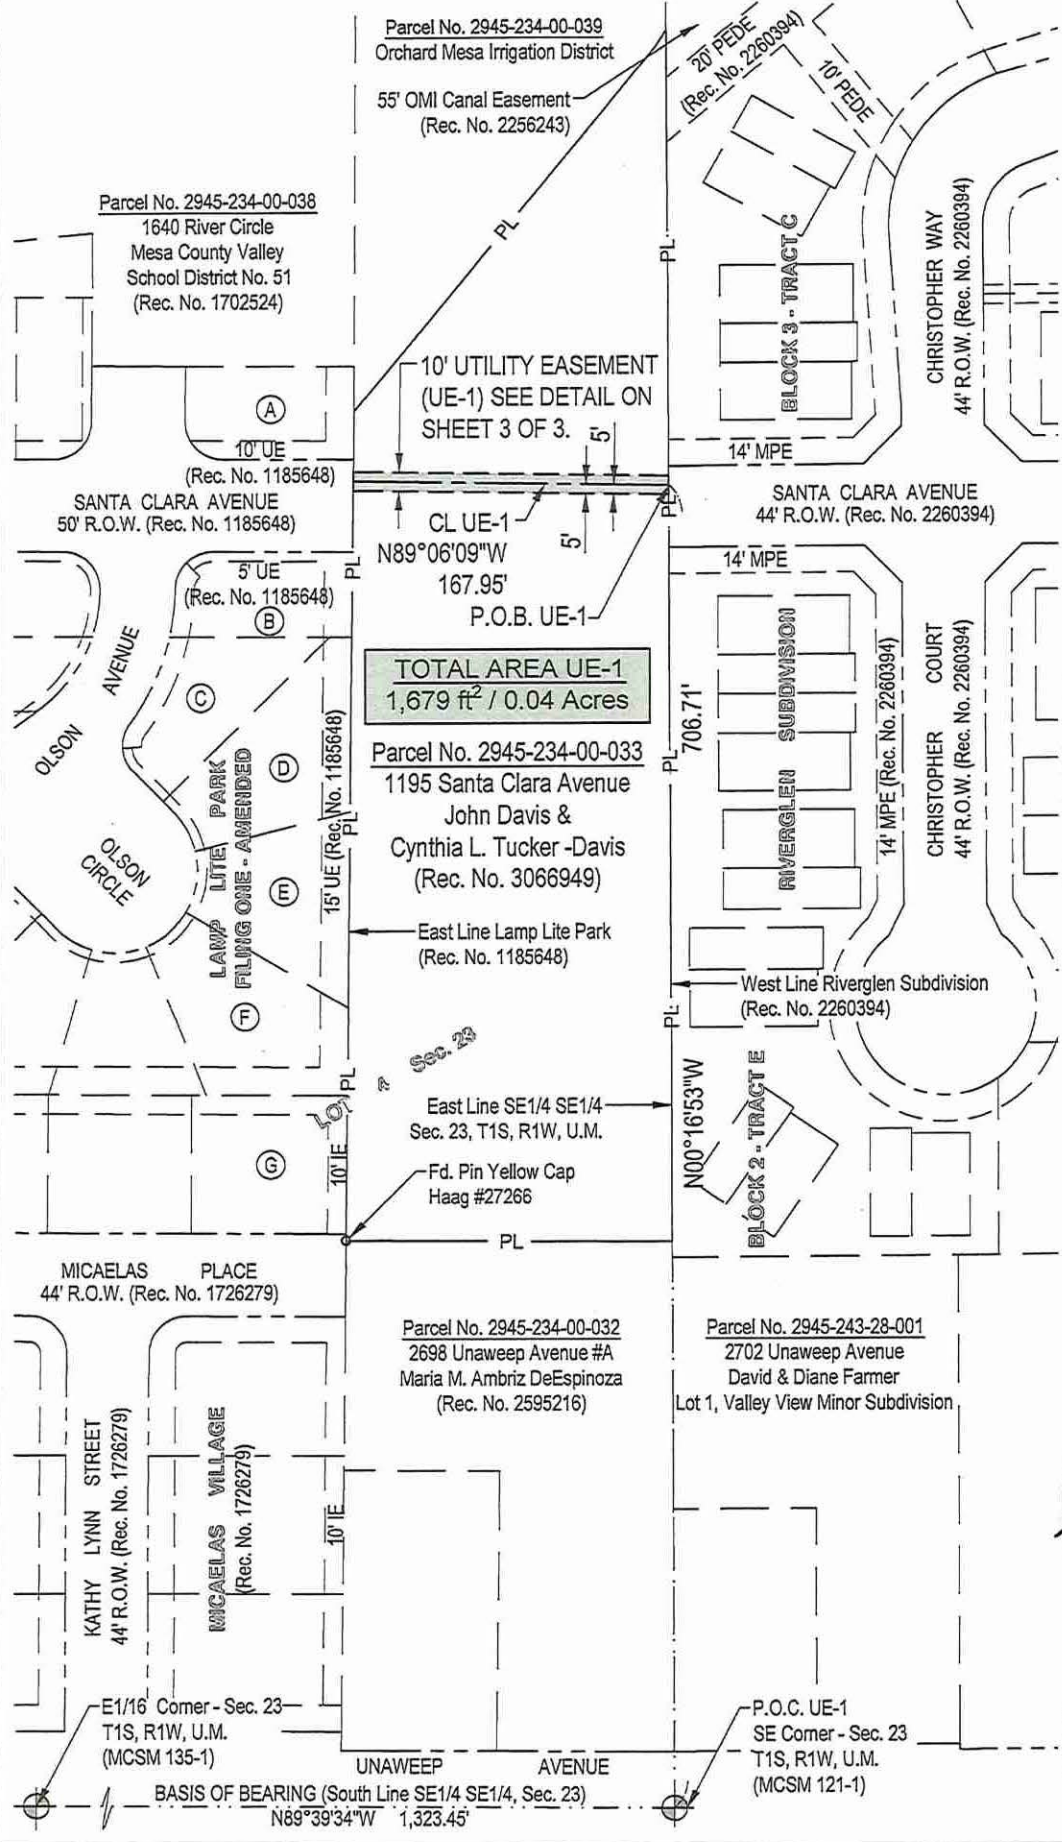 Parcel No. 2945-234-00-039
Orchard Mesa Irrigation District
55' OMI Canal Easement
(Rec. No. 2256243)
20' PEDE
(Rec. No. 2260394)
10' PEDE
Parcel No. 2945-234-00-038
1640 River Circle
Mesa County Valley
School District No. 51
(Rec. No. 1702524)
PL
PL
BLOCK 3 - TRACT C
CHRISTOPHER WAY
44' R.O.W. (Rec. No. 2260394)
10' UTILITY EASEMENT
(UE-1) SEE DETAIL ON
SHEET 3 OF 3.
5'
A
10' UE
(Rec. No. 1185648)
14' MPE
SANTA CLARA AVENUE
50' R.O.W. (Rec. No. 1185648)
SANTA CLARA AVENUE
44' R.O.W. (Rec. No. 2260394)
PL
CL UE-1
N89°06'09"W
167.95'
5'
P.O.B. UE-1
14' MPE
PL
5' UE
(Rec. No. 1185648)
B
OLSON AVENUE
C
TOTAL AREA UE-1
1,679 ft² / 0.04 Acres
706.71'
RIVERGLEN SUBDIVISION
14' MPE (Rec. No. 2260394)
CHRISTOPHER COURT
44' R.O.W. (Rec. No. 2260394)
Parcel No. 2945-234-00-033
1195 Santa Clara Avenue
John Davis &
Cynthia L. Tucker -Davis
(Rec. No. 3066949)
PL
PL
D
15' UE (Rec. No. 1185648)
LAMP LITE PARK
FILING ONE - AMENDED
OLSON
CIRCLE
E
East Line Lamp Lite Park
(Rec. No. 1185648)
West Line Riverglen Subdivision
(Rec. No. 2260394)
F
PL
PL
LOT
Sec. 23
East Line SE1/4 SE1/4
Sec. 23, T1S, R1W, U.M.
N00°16'53"W
BLOCK 2 - TRACT E
G
10' IE
Fd. Pin Yellow Cap
Haag #27266
PL
MICAELAS PLACE
44' R.O.W. (Rec. No. 1726279)
Parcel No. 2945-234-00-032
2698 Unaweep Avenue #A
Maria M. Ambriz DeEspinoza
(Rec. No. 2595216)
Parcel No. 2945-243-28-001
2702 Unaweep Avenue
David & Diane Farmer
Lot 1, Valley View Minor Subdivision
KATHY LYNN STREET
44' R.O.W. (Rec. No. 1726279)
MICAELAS VILLAGE
(Rec. No. 1726279)
10' IE
E1/16 Corner - Sec. 23
T1S, R1W, U.M.
(MCSM 135-1)
P.O.C. UE-1
SE Corner - Sec. 23
T1S, R1W, U.M.
(MCSM 121-1)
UNAWEEP AVENUE
BASIS OF BEARING (South Line SE1/4 SE1/4, Sec. 23)
N89°39'34"W 1,323.45'